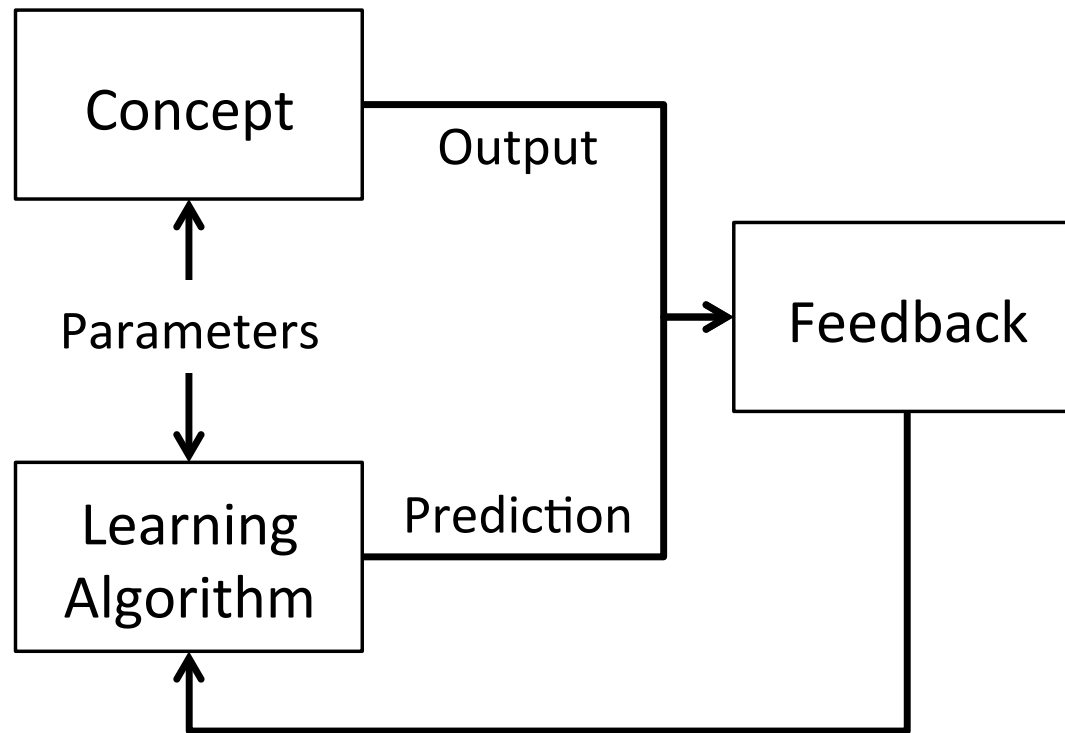 Concept
Output
Parameters
Feedback
Learning
Algorithm
Prediction